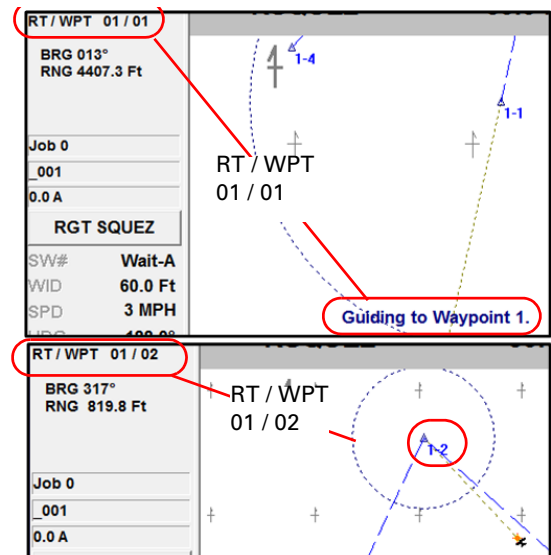 RT / WPT 01 / 01
BRG 013°
RNG 4407.3 Ft
Job 0
_001
0.0 A
RGT SQUEZ
SW# Wait-A
WID 60.0 Ft
SPD 3 MPH
1-4
1-1
RT / WPT
01 / 01
Guiding to Waypoint 1.
RT / WPT 01 / 02
BRG 317°
RNG 819.8 Ft
Job 0
_001
0.0 A
RT / WPT
01 / 02
1-2